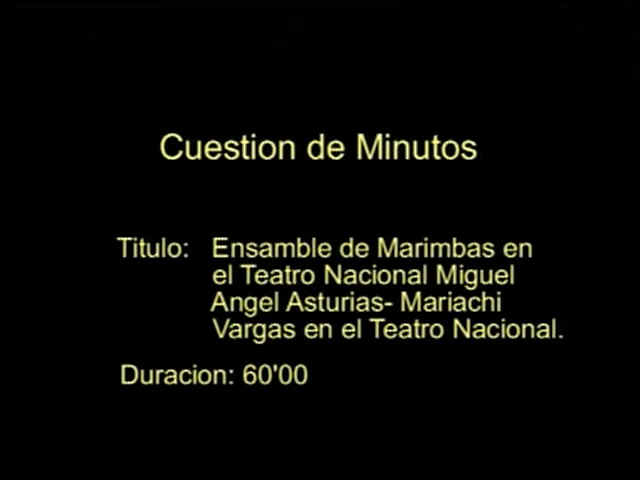 Cuestion de Minutos
Titulo: Ensamble de Marimbas en
el Teatro Nacional Miguel
Angel Asturias- Mariachi
Vargas en el Teatro Nacional.
Duracion: 60'00